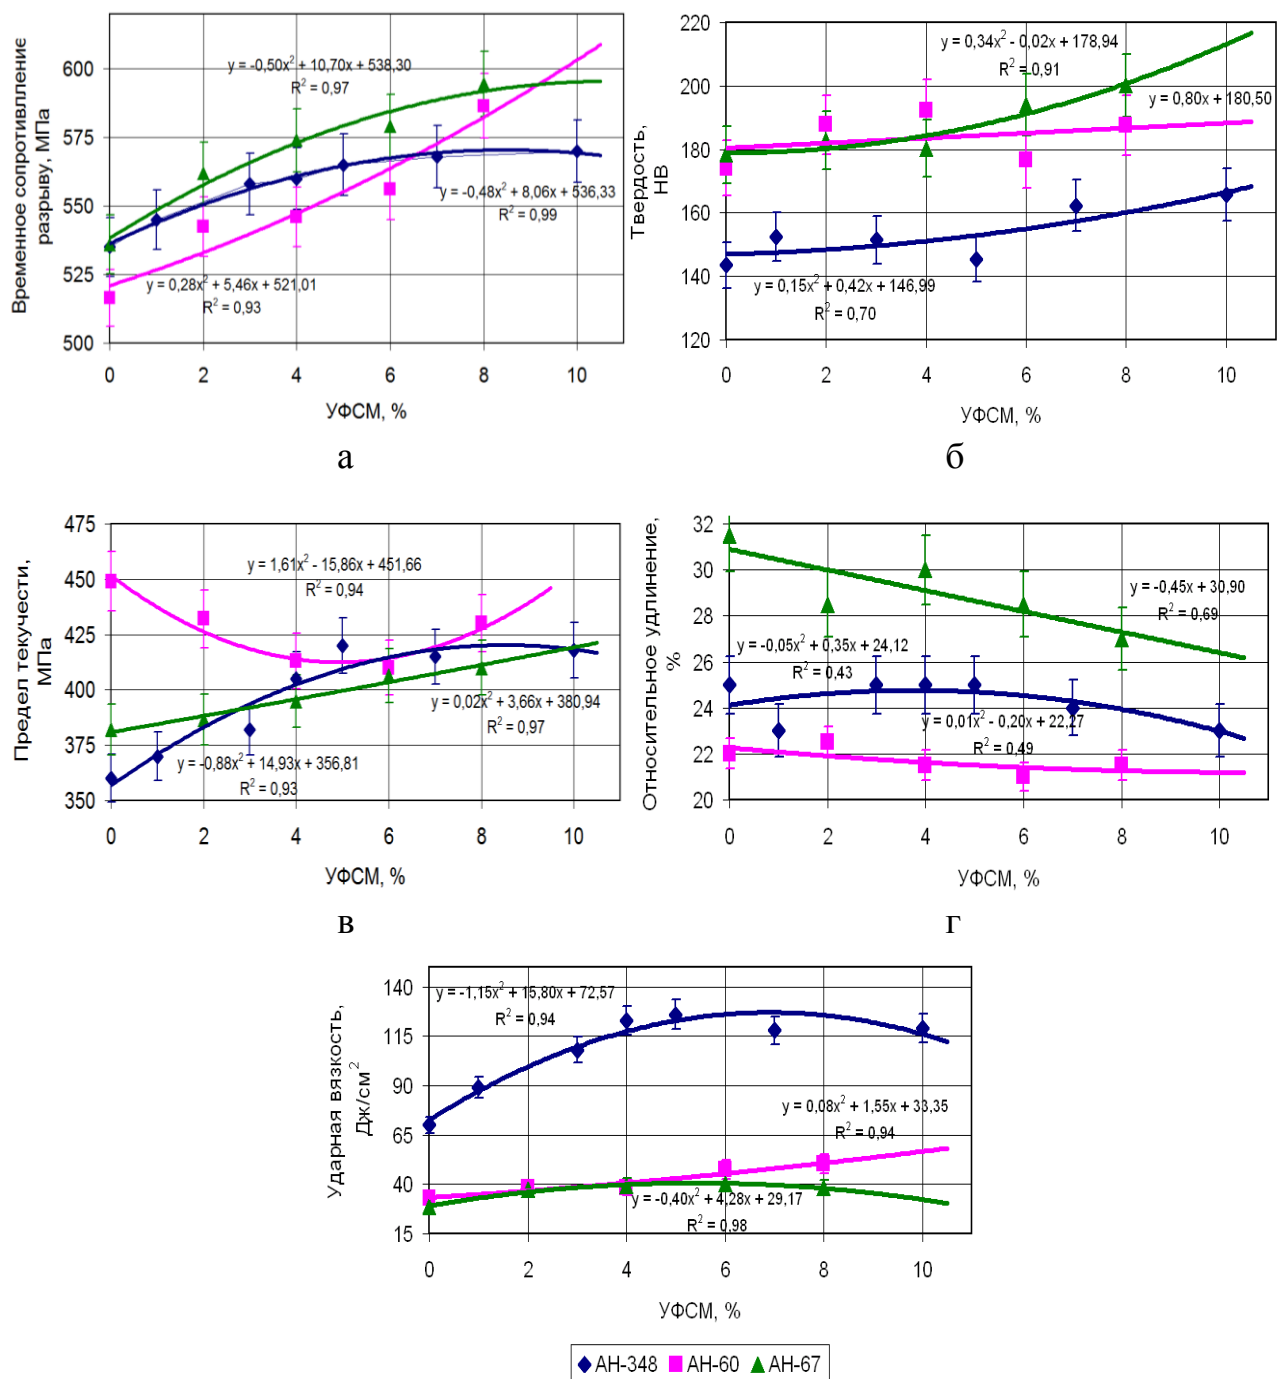 Временное сопротивлление
разрыву, МПа
600
575
550
525
500
y = -0,50x² + 10,70x + 538,30
R² = 0,97
y = -0,48x² + 8,06x + 536,33
R² = 0,99
y = 0,28x² + 5,46x + 521,01
R² = 0,93
0 2 4 6 8 10
УФСМ, %
а
Твердость,
НВ
220
200
180
160
140
120
y = 0,34x² - 0,02x + 178,94
R² = 0,91
y = 0,80x + 180,50
y = 0,15x² + 0,42x + 146,99
R² = 0,70
0 2 4 6 8 10
УФСМ, %
б
Предел текучести,
МПа
475
450
425
400
375
350
y = 1,61x² - 15,86x + 451,66
R² = 0,94
y = 0,02x² + 3,66x + 380,94
R² = 0,97
y = -0,88x² + 14,93x + 356,81
R² = 0,93
0 2 4 6 8 10
УФСМ, %
в
Относительное удлинение,
%
32
30
28
26
24
22
20
y = -0,45x + 30,90
R² = 0,69
y = -0,05x² + 0,35x + 24,12
R² = 0,43
y = 0,01x² - 0,20x + 22,27
R² = 0,49
0 2 4 6 8 10
УФСМ, %
г
Ударная вязкость,
Дж/см²
140
115
90
65
40
15
y = -1,15x² + 15,80x + 72,57
R² = 0,94
y = 0,08x² + 1,55x + 33,35
R² = 0,94
y = -0,40x² + 4,28x + 29,17
R² = 0,98
0 2 4 6 8 10
УФСМ, %
АН-348 АН-60 АН-67